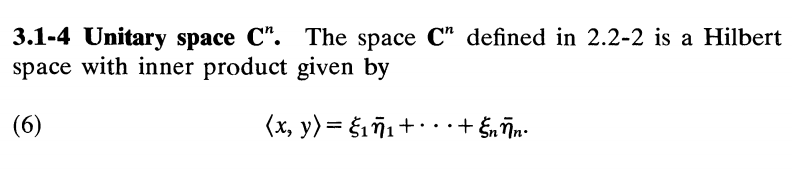 3.1-4 Unitary space Cⁿ. The space Cⁿ defined in 2.2-2 is a Hilbert
space with inner product given by
(6) ⟨x, y⟩ = ξ₁η̄₁ + · · · + ξₙη̄ₙ.